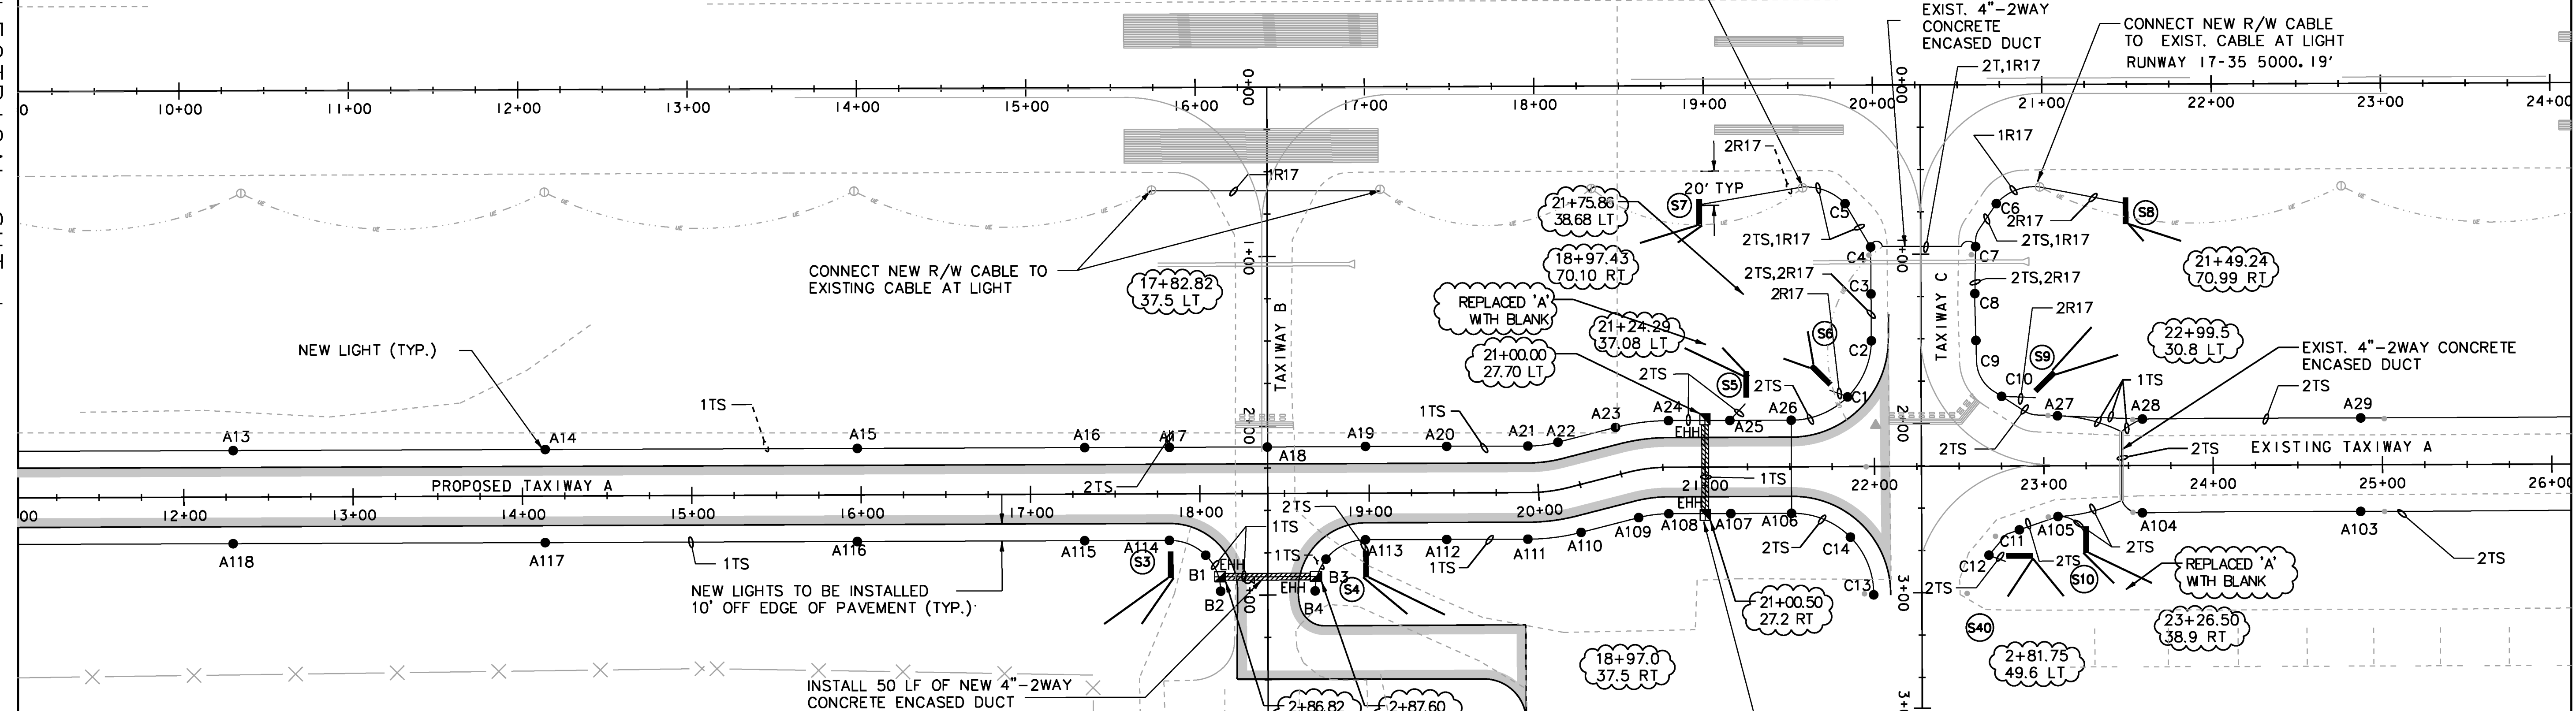 EXIST. 4"-2WAY
CONCRETE
ENCASED DUCT
CONNECT NEW R/W CABLE
TO EXIST. CABLE AT LIGHT
RUNWAY 17-35 5000.19'
2T,1R17
0+00
0+00
10+00
11+00
12+00
13+00
14+00
15+00
16+00
17+00
18+00
19+00
20+00
21+00
22+00
23+00
24+00
1R17
2R17
1R17
20' TYP
S7
C5
C6
S8
2R17
21+75.86
38.68 LT
2TS,1R17
2TS,1R17
1+00
1+00
C4
C7
18+97.43
70.10 RT
21+49.24
70.99 RT
CONNECT NEW R/W CABLE TO
EXISTING CABLE AT LIGHT
17+82.82
37.5 LT
2TS,2R17
2TS,2R17
C3
C8
2R17
2R17
REPLACED 'A'
WITH BLANK
TAXIWAY B
TAXIWAY C
21+24.29
37.08 LT
S6
22+99.5
30.8 LT
NEW LIGHT (TYP.)
21+00.00
27.70 LT
C2
C9
S9
EXIST. 4"-2WAY CONCRETE
ENCASED DUCT
2TS
S5
2TS
C10
1TS
2TS
1TS
C1
1TS
2+00
2+00
A13
A14
A15
A16
A17
A18
A19
A20
A21
A22
A23
A24
A25
A26
A27
A28
A29
EHH
2TS
2TS
EXISTING TAXIWAY A
PROPOSED TAXIWAY A
2TS
1TS
00
12+00
13+00
14+00
15+00
16+00
17+00
18+00
19+00
20+00
21+00
22+00
23+00
24+00
25+00
26+00
2TS
1TS
EHH
A118
A117
A116
A115
A114
A113
A112
A111
A110
A109
A108
A107
A106
A105
A104
A103
C14
C11
1TS
S3
1TS
1TS
2TS
2TS
2TS
2TS
NEW LIGHTS TO BE INSTALLED
10' OFF EDGE OF PAVEMENT (TYP.)
EHH
B1
B3
EHH
S4
B2
B4
C12
C13
S10
2TS
REPLACED 'A'
WITH BLANK
3+00
3+00
21+00.50
27.2 RT
23+26.50
38.9 RT
S40
18+97.0
37.5 RT
2+81.75
49.6 LT
INSTALL 50 LF OF NEW 4"-2WAY
CONCRETE ENCASED DUCT
2+86.82
2+87.60